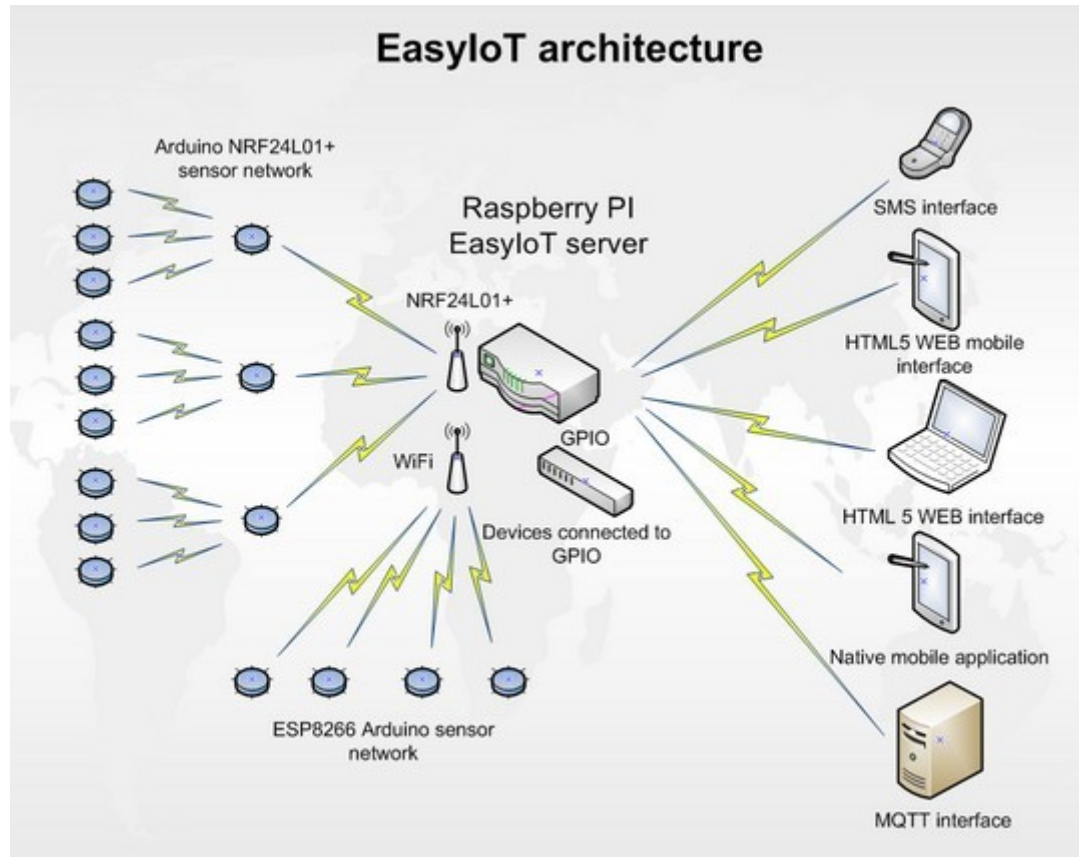 EasyIoT architecture
Arduino NRF24L01+
sensor network
Raspberry PI
EasyIoT server
NRF24L01+
WiFi
GPIO
Devices connected to
GPIO
ESP8266 Arduino sensor
network
SMS interface
HTML5 WEB mobile
interface
HTML 5 WEB interface
Native mobile application
MQTT interface